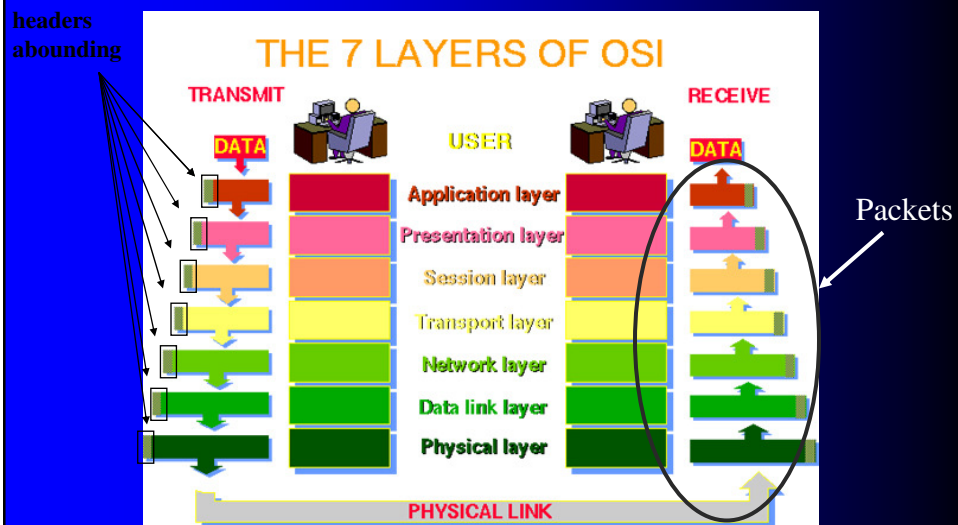 headers
abounding
THE 7 LAYERS OF OSI
TRANSMIT
RECEIVE
USER
DATA
DATA
Application layer
Presentation layer
Session layer
Transport layer
Network layer
Data link layer
Physical layer
Packets
PHYSICAL LINK